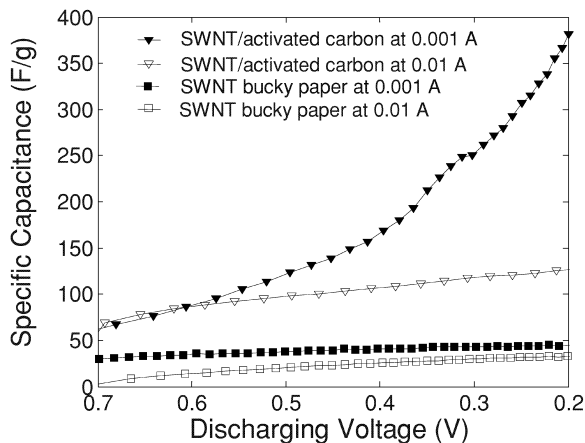 400
350
300
250
200
150
100
50
0
Specific Capacitance (F/g)
SWNT/activated carbon at 0.001 A
SWNT/activated carbon at 0.01 A
SWNT bucky paper at 0.001 A
SWNT bucky paper at 0.01 A
0.7 0.6 0.5 0.4 0.3 0.2
Discharging Voltage (V)